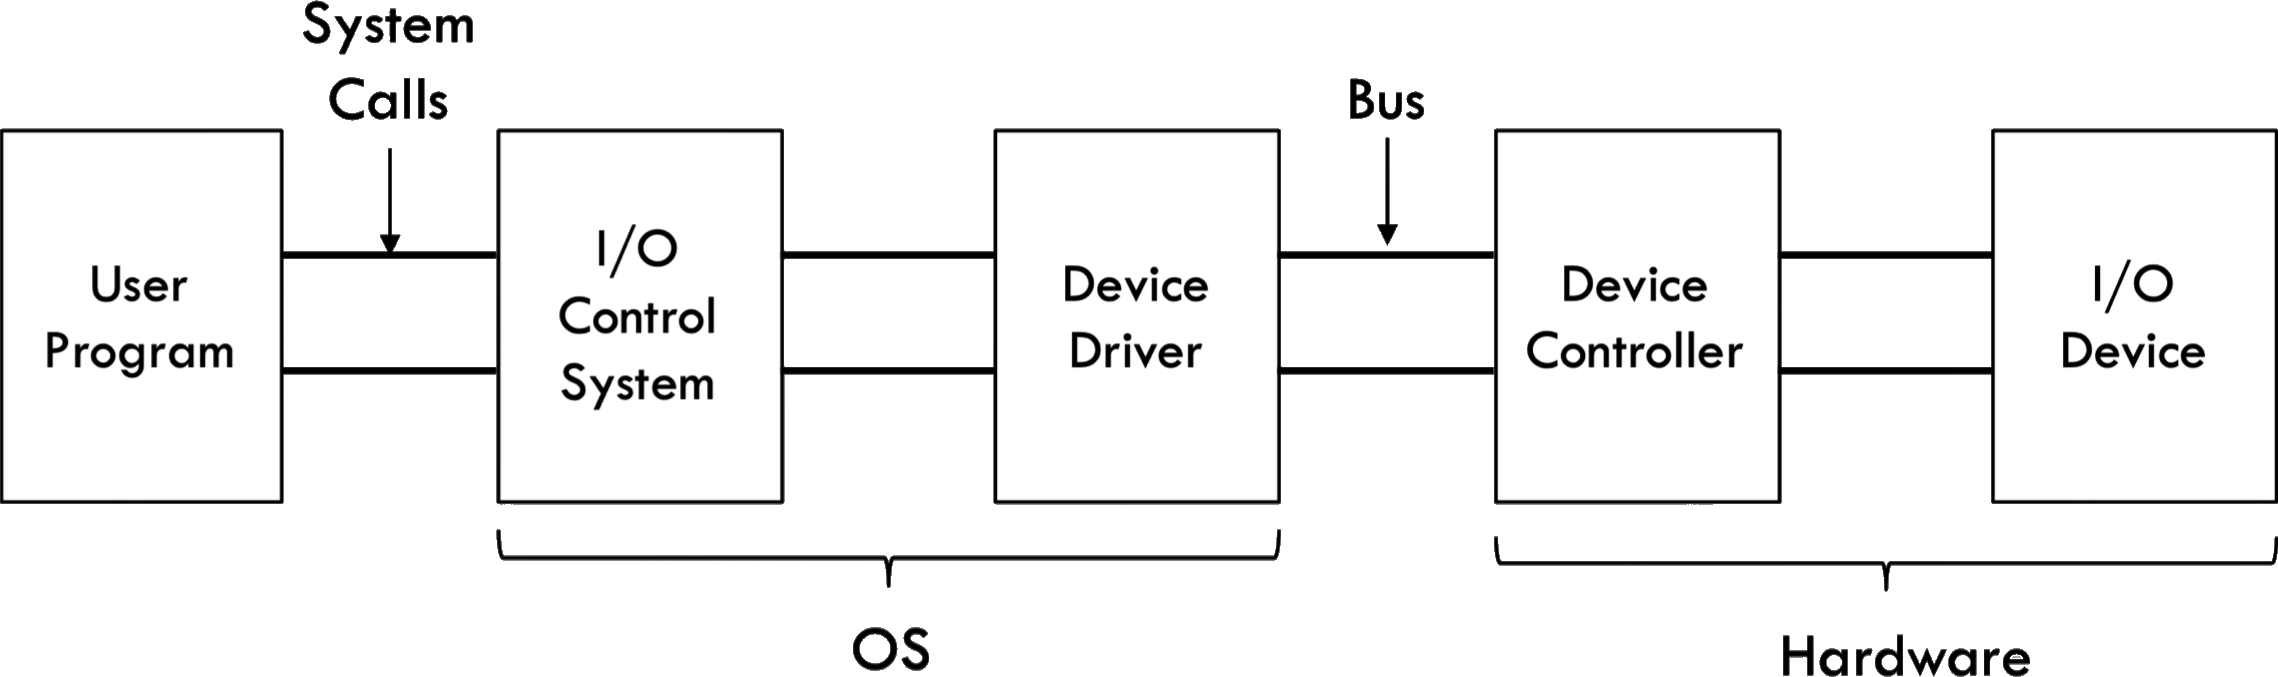 System
Calls
Bus
User
Program
I/O
Control
System
Device
Driver
Device
Controller
I/O
Device
OS
Hardware